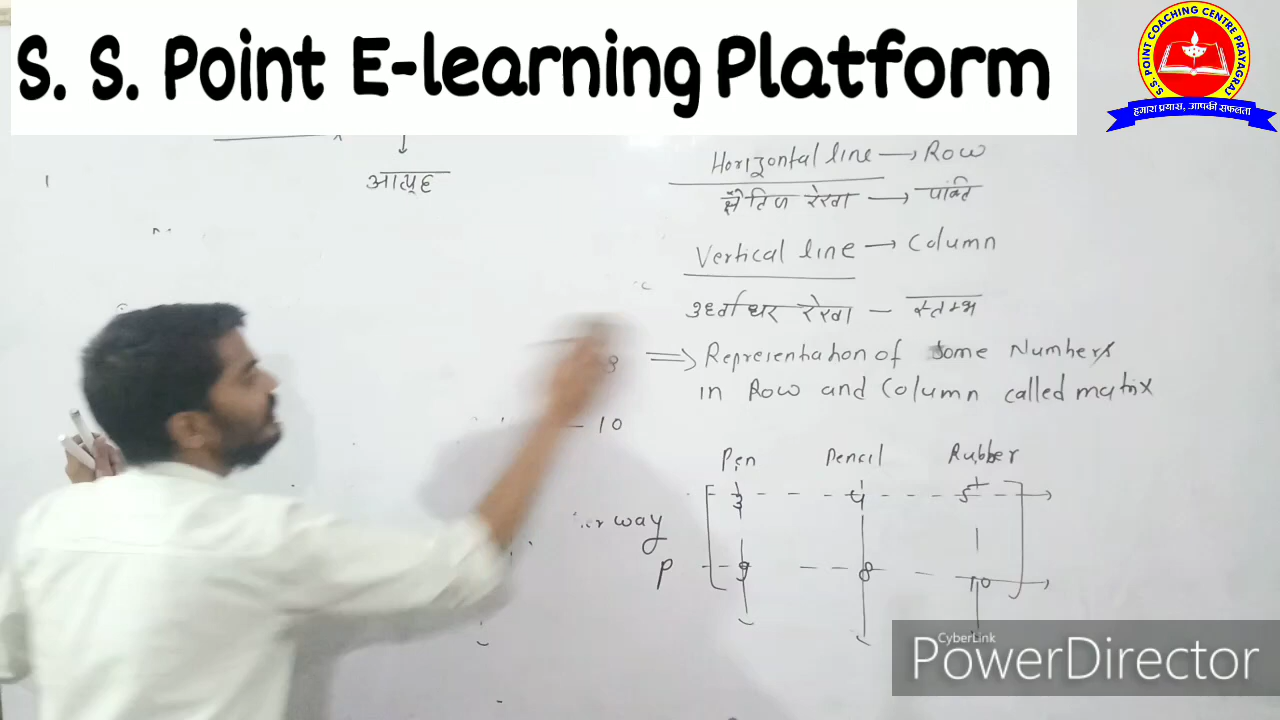 S. S. Point E-learning Platform
S. S. POINT COACHING CENTRE PRAYAGRAJ
हमारा प्रयास, आपकी सफलता
आव्यूह
Horizontal line → Row
क्षैतिज रेखा → पंक्ति
Vertical line → Column
उर्ध्वाधर रेखा — स्तम्भ
8 ⇒ Representation of Some Numbers
in Row and Column called matrix
— 10
Pen Pencil Rubber
3 4 5
way
P 9 8 10
CyberLink
PowerDirector